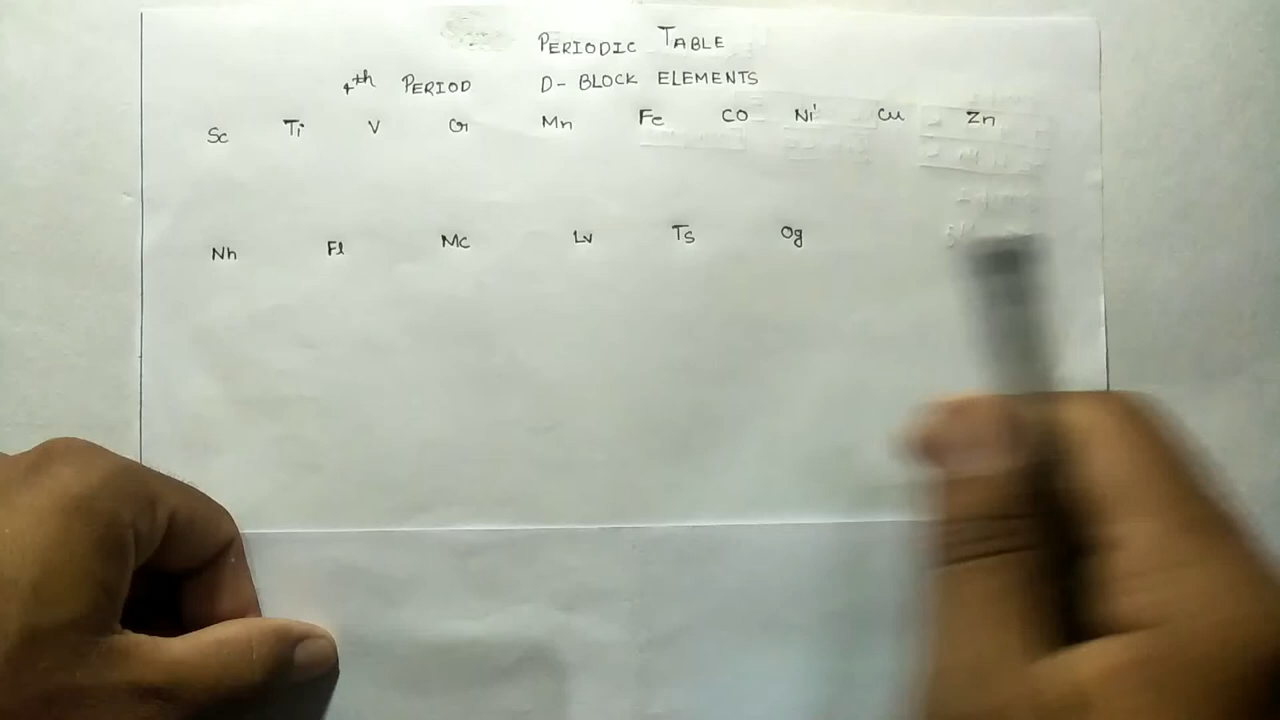 PERIODIC TABLE
4th PERIOD D- BLOCK ELEMENTS
Sc Ti V Cr Mn Fe CO Ni Cu Zn
Nh Fl Mc Lv Ts Og